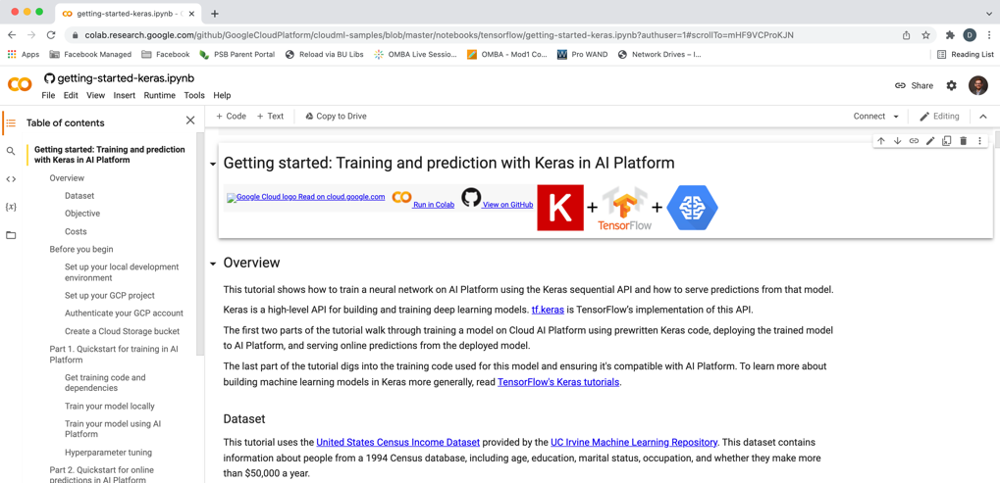 getting-started-keras.ipynb -
colab.research.google.com/github/GoogleCloudPlatform/cloudml-samples/blob/master/notebooks/tensorflow/getting-started-keras.ipynb?authuser=1#scrollTo=mHF9VCProKJN
D
Apps Facebook Managed Facebook PSB Parent Portal Reload via BU Libs OMBA Live Sessio... OMBA - Mod1 Co... Pro WAND Network Drives – I... Reading List
getting-started-keras.ipynb
File Edit View Insert Runtime Tools Help
Share
+ Code + Text Copy to Drive
Connect Editing
Table of contents
Getting started: Training and prediction
with Keras in AI Platform
Overview
Dataset
Objective
Costs
Before you begin
Set up your local development
environment
Set up your GCP project
Authenticate your GCP account
Create a Cloud Storage bucket
Part 1. Quickstart for training in AI
Platform
Get training code and
dependencies
Train your model locally
Train your model using AI
Platform
Hyperparameter tuning
Part 2. Quickstart for online
predictions in AI Platform
Getting started: Training and prediction with Keras in AI Platform
Google Cloud logo Read on cloud.google.com Run in Colab View on GitHub K + TensorFlow +
Overview
This tutorial shows how to train a neural network on AI Platform using the Keras sequential API and how to serve predictions from that model.
Keras is a high-level API for building and training deep learning models. tf.keras is TensorFlow's implementation of this API.
The first two parts of the tutorial walk through training a model on Cloud AI Platform using prewritten Keras code, deploying the trained model
to AI Platform, and serving online predictions from the deployed model.
The last part of the tutorial digs into the training code used for this model and ensuring it's compatible with AI Platform. To learn more about
building machine learning models in Keras more generally, read TensorFlow's Keras tutorials.
Dataset
This tutorial uses the United States Census Income Dataset provided by the UC Irvine Machine Learning Repository. This dataset contains
information about people from a 1994 Census database, including age, education, marital status, occupation, and whether they make more
than $50,000 a year.